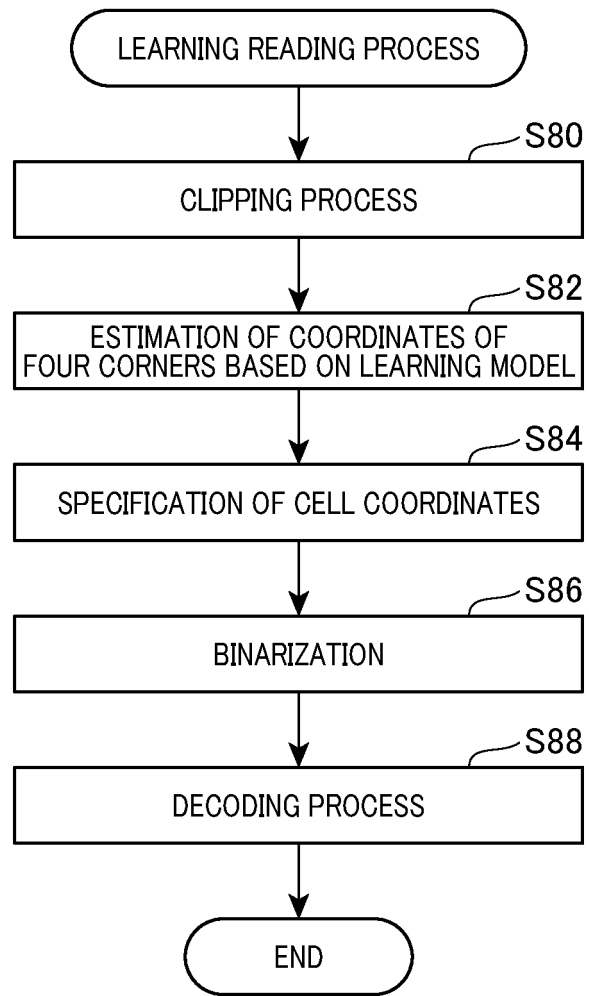 LEARNING READING PROCESS
S80
CLIPPING PROCESS
S82
ESTIMATION OF COORDINATES OF
FOUR CORNERS BASED ON LEARNING MODEL
S84
SPECIFICATION OF CELL COORDINATES
S86
BINARIZATION
S88
DECODING PROCESS
END